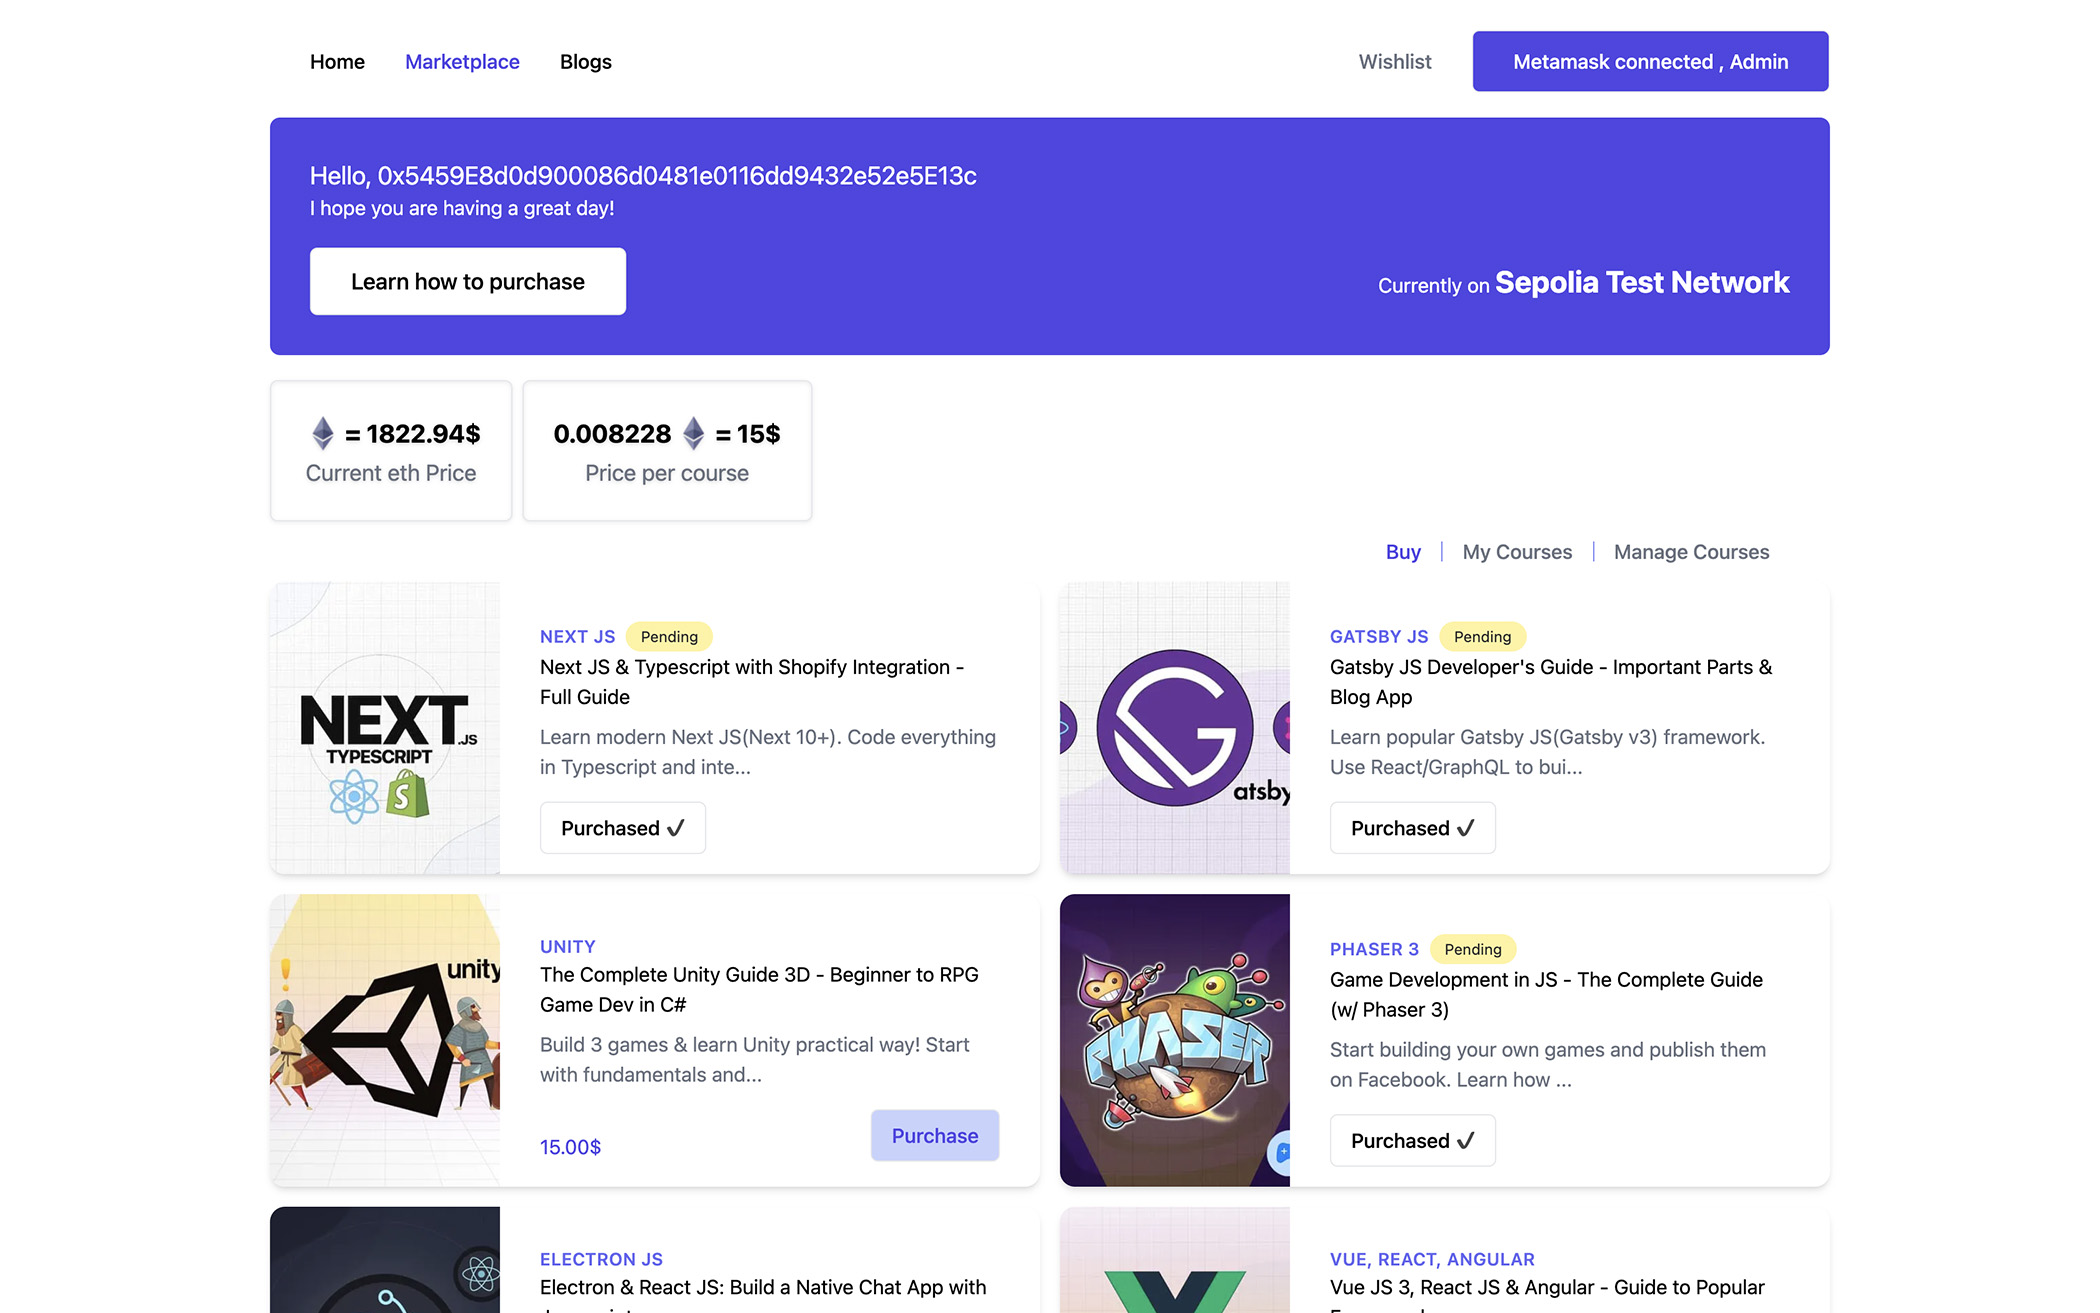 Home Marketplace Blogs Wishlist Metamask connected , Admin
Hello, 0x5459E8d0d900086d0481e0116dd9432e52e5E13c
I hope you are having a great day!
Learn how to purchase
Currently on Sepolia Test Network
= 1822.94$
Current eth Price
0.008228 = 15$
Price per course
Buy | My Courses | Manage Courses
NEXT.JS
TYPESCRIPT
NEXT JS Pending
Next JS & Typescript with Shopify Integration -
Full Guide
Learn modern Next JS(Next 10+). Code everything
in Typescript and inte...
Purchased ✓
atsby
GATSBY JS Pending
Gatsby JS Developer's Guide - Important Parts &
Blog App
Learn popular Gatsby JS(Gatsby v3) framework.
Use React/GraphQL to bui...
Purchased ✓
unity
UNITY
The Complete Unity Guide 3D - Beginner to RPG
Game Dev in C#
Build 3 games & learn Unity practical way! Start
with fundamentals and...
15.00$
Purchase
PHASER
PHASER 3 Pending
Game Development in JS - The Complete Guide
(w/ Phaser 3)
Start building your own games and publish them
on Facebook. Learn how ...
Purchased ✓
ELECTRON JS
Electron & React JS: Build a Native Chat App with
VUE, REACT, ANGULAR
Vue JS 3, React JS & Angular - Guide to Popular